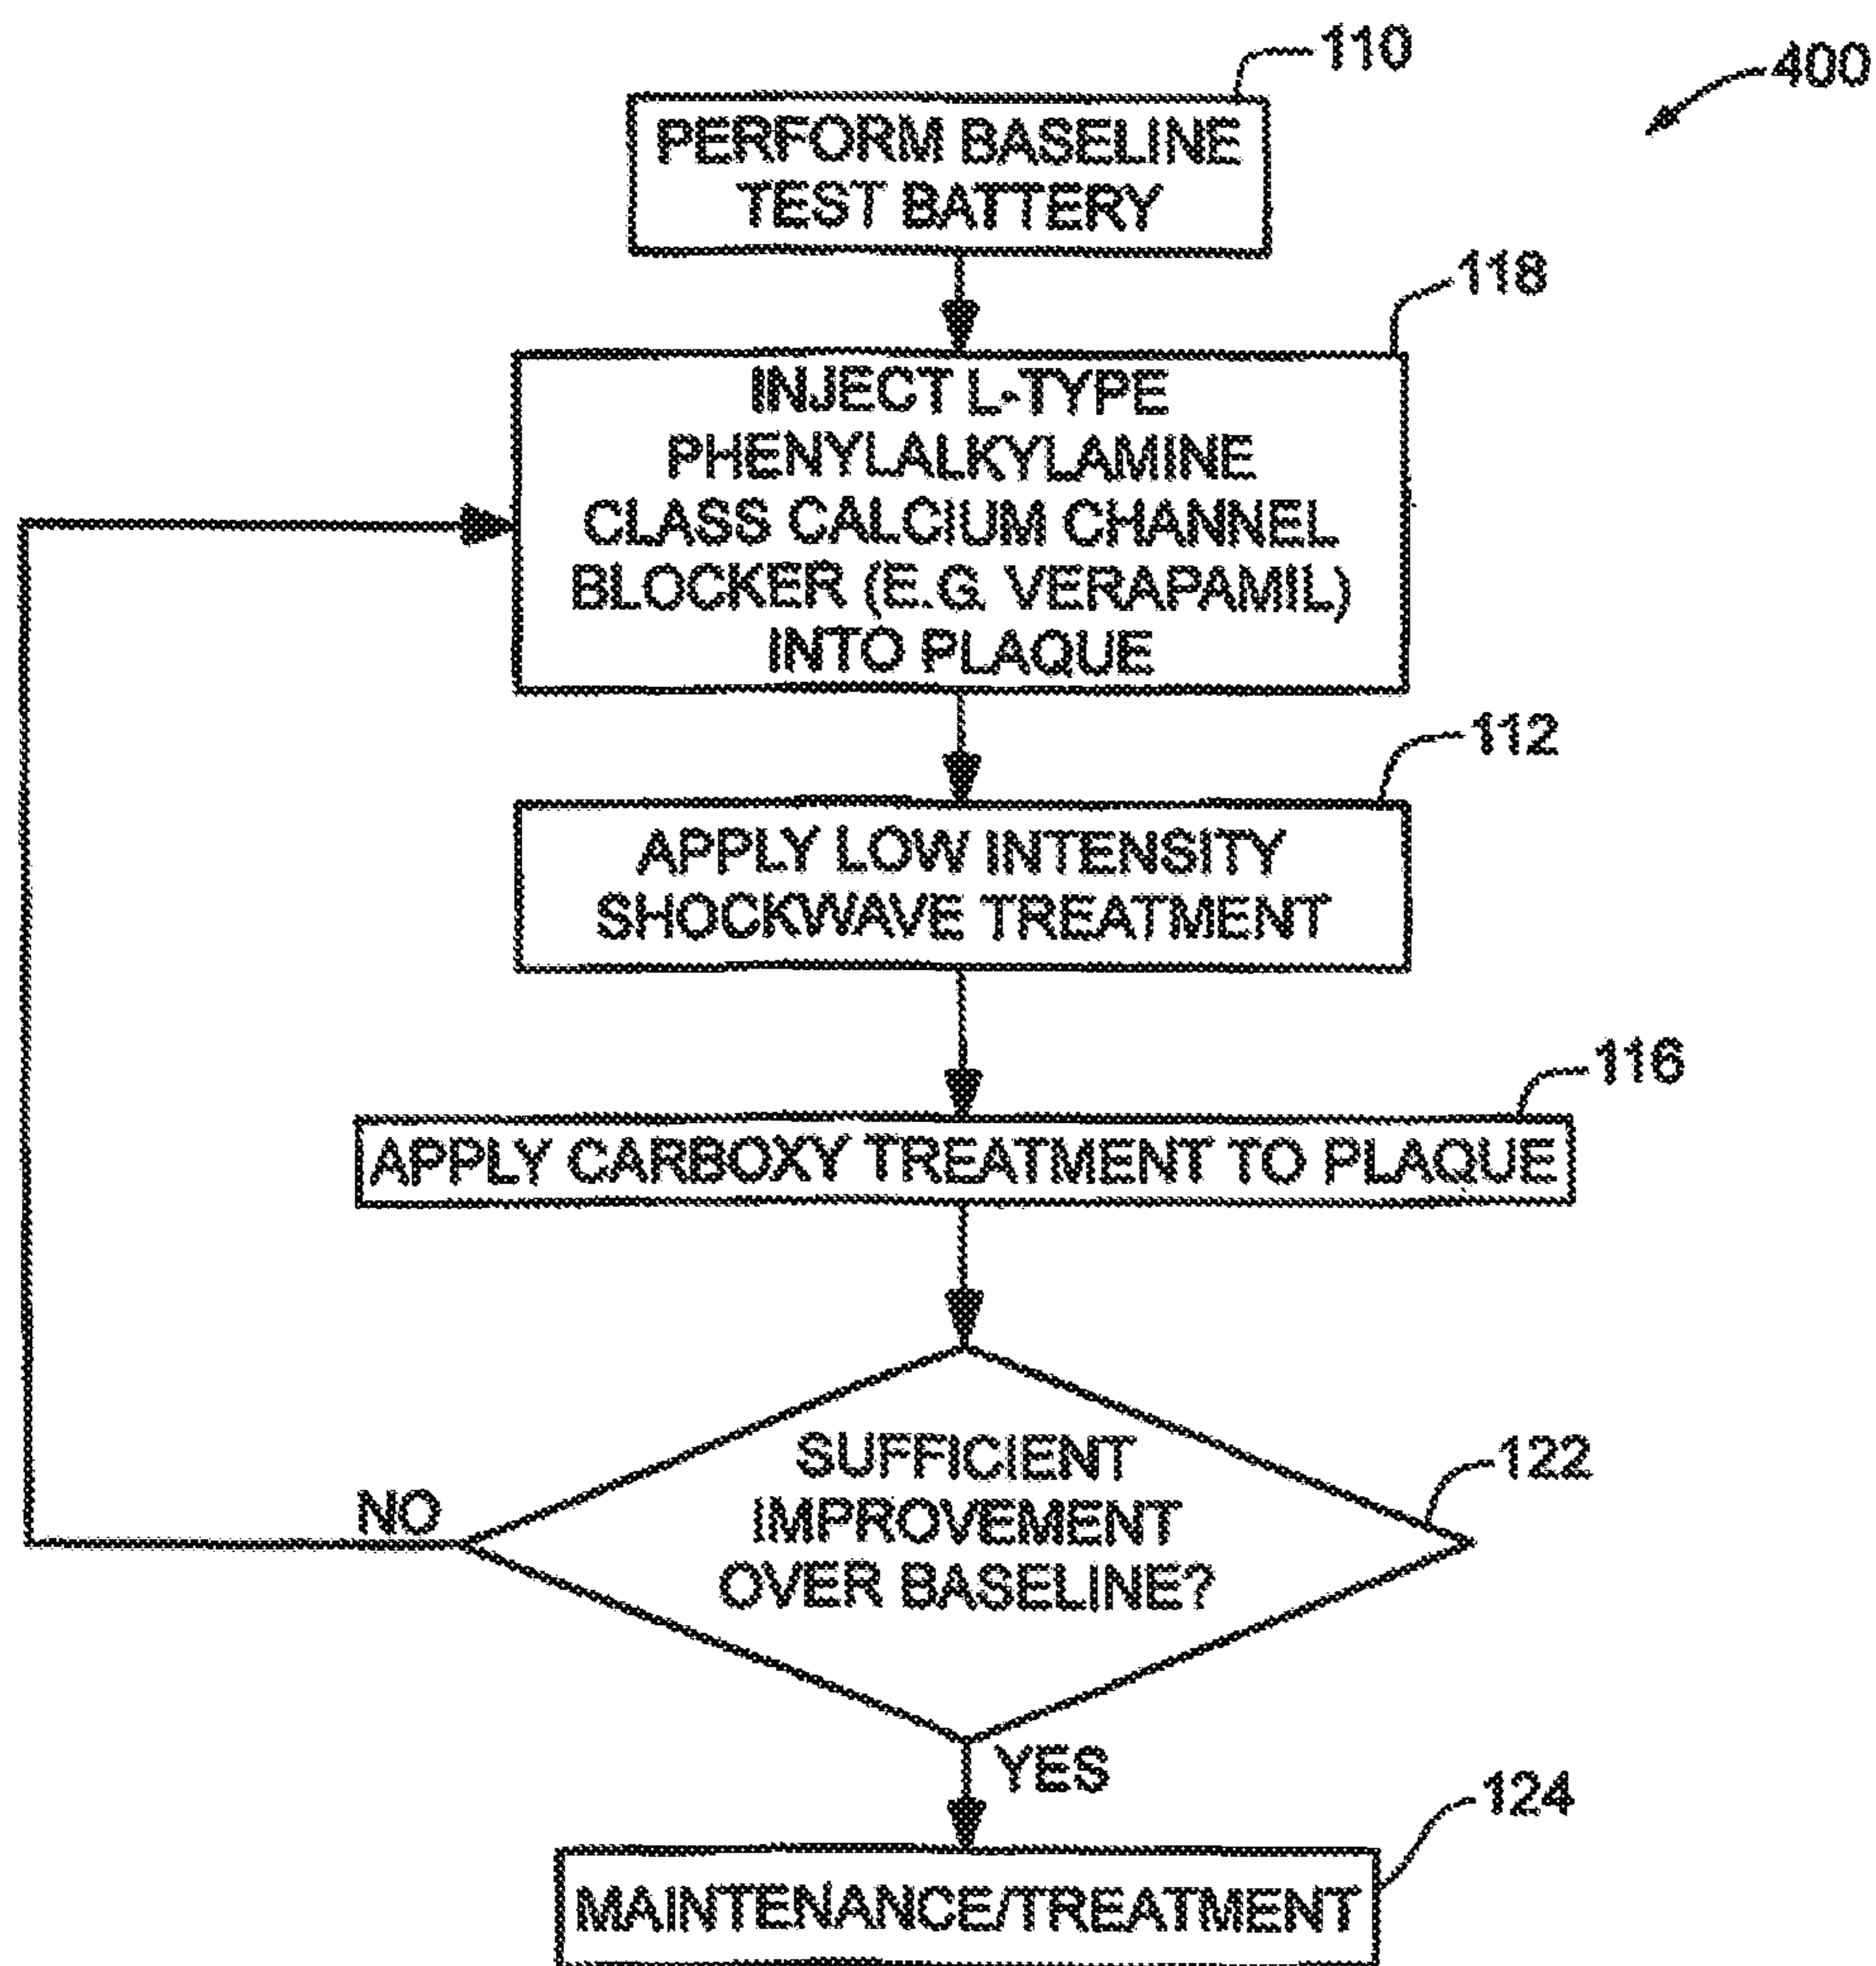 110
400
PERFORM BASELINE
TEST BATTERY
118
INJECT L-TYPE
PHENYLALKYLAMINE
CLASS CALCIUM CHANNEL
BLOCKER (E.G. VERAPAMIL)
INTO PLAQUE
112
APPLY LOW INTENSITY
SHOCKWAVE TREATMENT
116
APPLY CARBOXY TREATMENT TO PLAQUE
122
SUFFICIENT
IMPROVEMENT
OVER BASELINE?
NO
YES
124
MAINTENANCE/TREATMENT